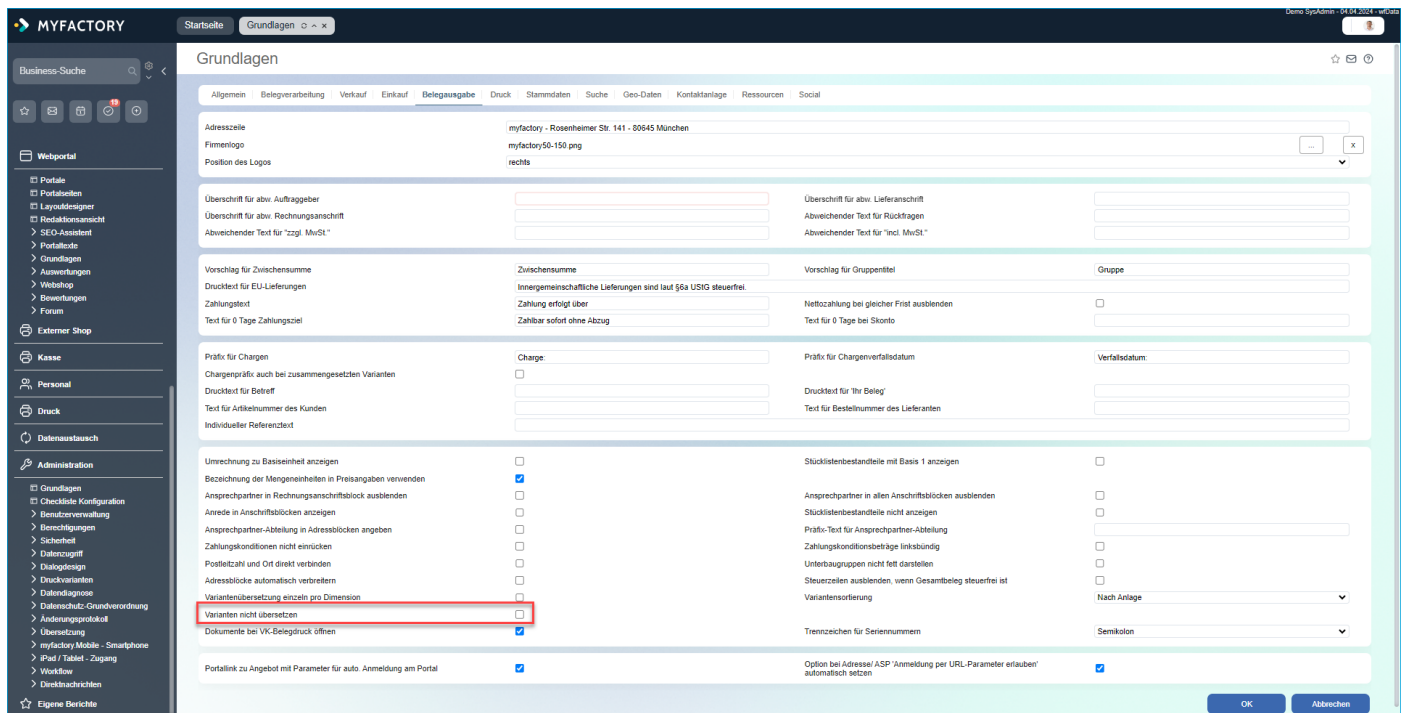 MYFACTORY
Startseite
Grundlagen
Demo SysAdmin - 04.04.2024 - wfData
Business-Suche
19
Webportal
Portale
Portalseiten
Layoutdesigner
Redaktionsansicht
SEO-Assistent
Portaltexte
Grundlagen
Auswertungen
Webshop
Bewertungen
Forum
Externer Shop
Kasse
Personal
Druck
Datenaustausch
Administration
Grundlagen
Checkliste Konfiguration
Benutzerverwaltung
Berechtigungen
Sicherheit
Datenzugriff
Dialogdesign
Druckvarianten
Datendiagnose
Datenschutz-Grundverordnung
Änderungsprotokoll
Übersetzung
myfactory.Mobile - Smartphone
iPad / Tablet - Zugang
Workflow
Direktnachrichten
Eigene Berichte
Grundlagen
Allgemein Belegverarbeitung Verkauf Einkauf Belegausgabe Druck Stammdaten Suche Geo-Daten Kontaktanlage Ressourcen Social
Adresszeile myfactory - Rosenheimer Str. 141 - 80645 München
Firmenlogo myfactory50-150.png ... x
Position des Logos rechts
Überschrift für abw. Auftraggeber Überschrift für abw. Lieferanschrift
Überschrift für abw. Rechnungsanschrift Abweichender Text für Rückfragen
Abweichender Text für "zzgl. MwSt." Abweichender Text für "incl. MwSt."
Vorschlag für Zwischensumme Zwischensumme Vorschlag für Gruppentitel Gruppe
Drucktext für EU-Lieferungen Innergemeinschaftliche Lieferungen sind laut §6a UStG steuerfrei.
Zahlungstext Zahlung erfolgt über Nettozahlung bei gleicher Frist ausblenden
Text für 0 Tage Zahlungsziel Zahlbar sofort ohne Abzug Text für 0 Tage bei Skonto
Präfix für Chargen Charge: Präfix für Chargenverfallsdatum Verfallsdatum:
Chargenpräfix auch bei zusammengesetzten Varianten
Drucktext für Betreff Drucktext für 'Ihr Beleg'
Text für Artikelnummer des Kunden Text für Bestellnummer des Lieferanten
Individueller Referenztext
Umrechnung zu Basiseinheit anzeigen Stücklistenbestandteile mit Basis 1 anzeigen
Bezeichnung der Mengeneinheiten in Preisangaben verwenden
Ansprechpartner in Rechnungsanschriftsblock ausblenden Ansprechpartner in allen Anschriftsblöcken ausblenden
Anrede in Anschriftsblöcken anzeigen Stücklistenbestandteile nicht anzeigen
Ansprechpartner-Abteilung in Adressblöcken angeben Präfix-Text für Ansprechpartner-Abteilung
Zahlungskonditionen nicht einrücken Zahlungskonditionsbeträge linksbündig
Postleitzahl und Ort direkt verbinden Unterbaugruppen nicht fett darstellen
Adressblöcke automatisch verbreitern Steuerzeilen ausblenden, wenn Gesamtbeleg steuerfrei ist
Variantenübersetzung einzeln pro Dimension Variantensortierung Nach Anlage
Varianten nicht übersetzen
Dokumente bei VK-Belegdruck öffnen Trennzeichen für Seriennummern Semikolon
Portallink zu Angebot mit Parameter für auto. Anmeldung am Portal Option bei Adresse/ ASP 'Anmeldung per URL-Parameter erlauben'
automatisch setzen
OK Abbrechen